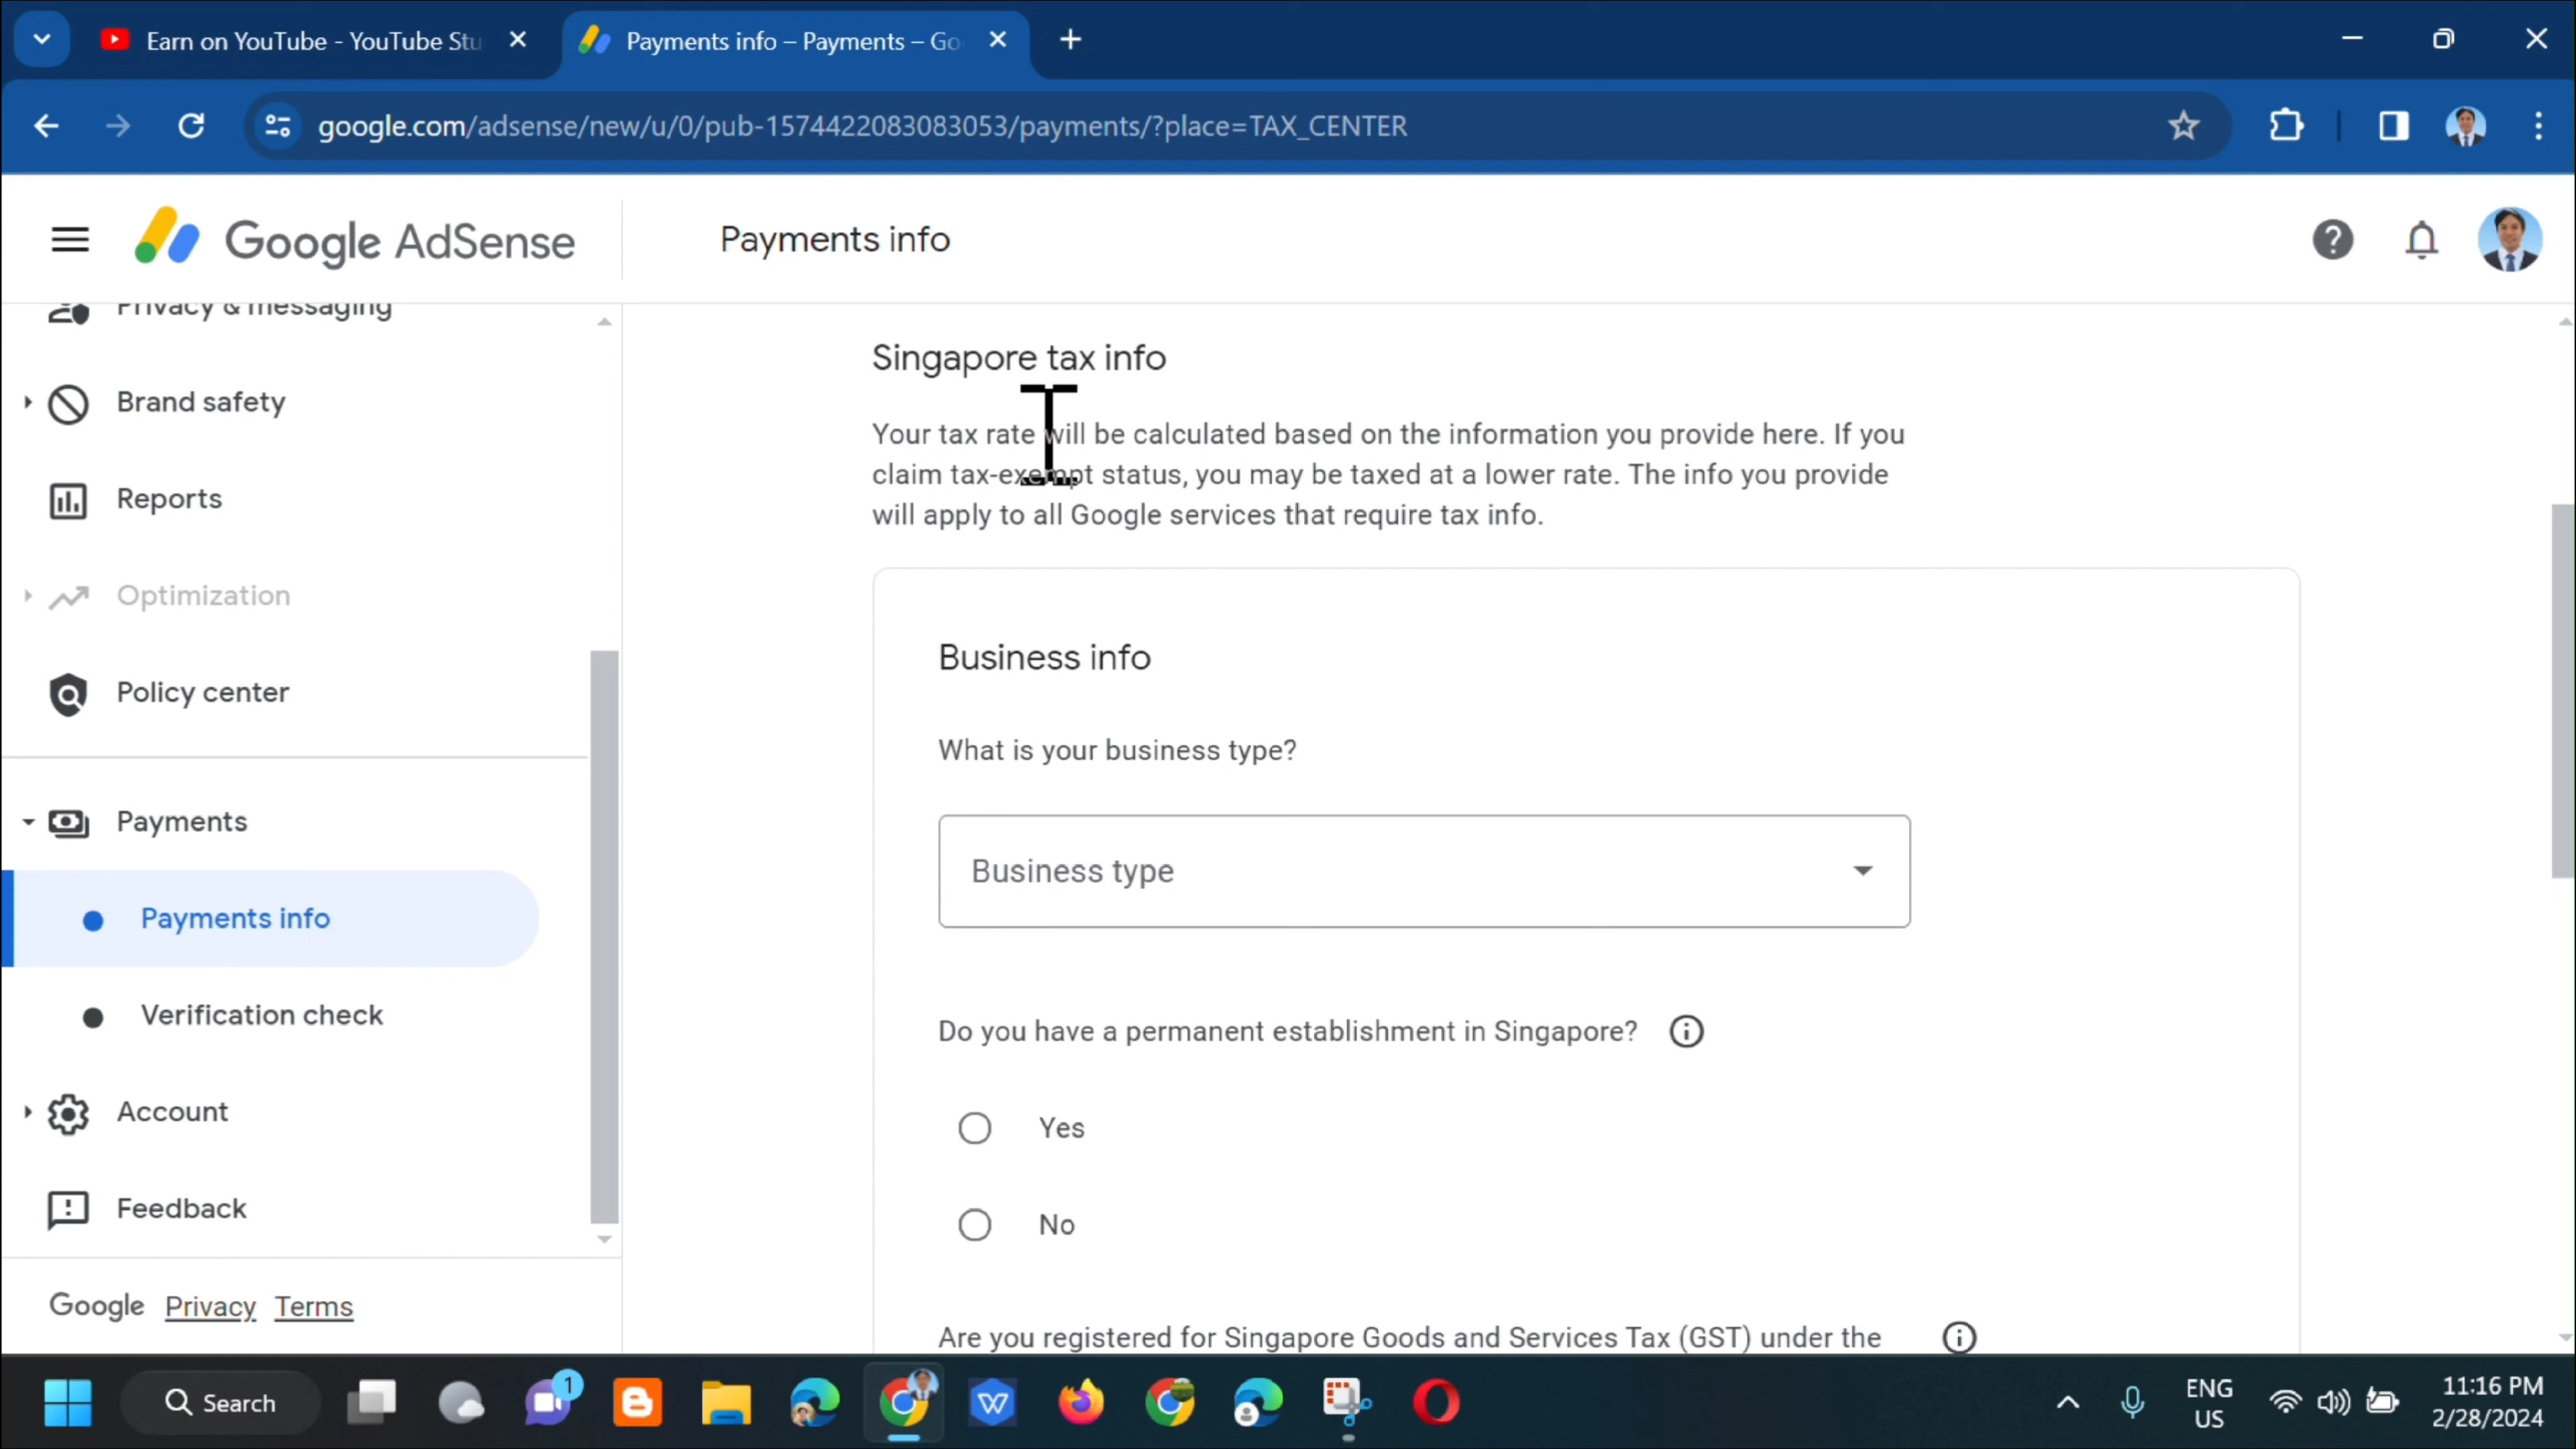 Earn on YouTube - YouTube Stu
Payments info – Payments – Go
google.com/adsense/new/u/0/pub-1574422083083053/payments/?place=TAX_CENTER
Google AdSense
Payments info
Privacy & messaging
Brand safety
Reports
Optimization
Policy center
Payments
Payments info
Verification check
Account
Feedback
Google Privacy Terms
Singapore tax info
Your tax rate will be calculated based on the information you provide here. If you
claim tax-exempt status, you may be taxed at a lower rate. The info you provide
will apply to all Google services that require tax info.
Business info
What is your business type?
Business type
Do you have a permanent establishment in Singapore?
Yes
No
Are you registered for Singapore Goods and Services Tax (GST) under the
Search
1
ENG
US
11:16 PM
2/28/2024